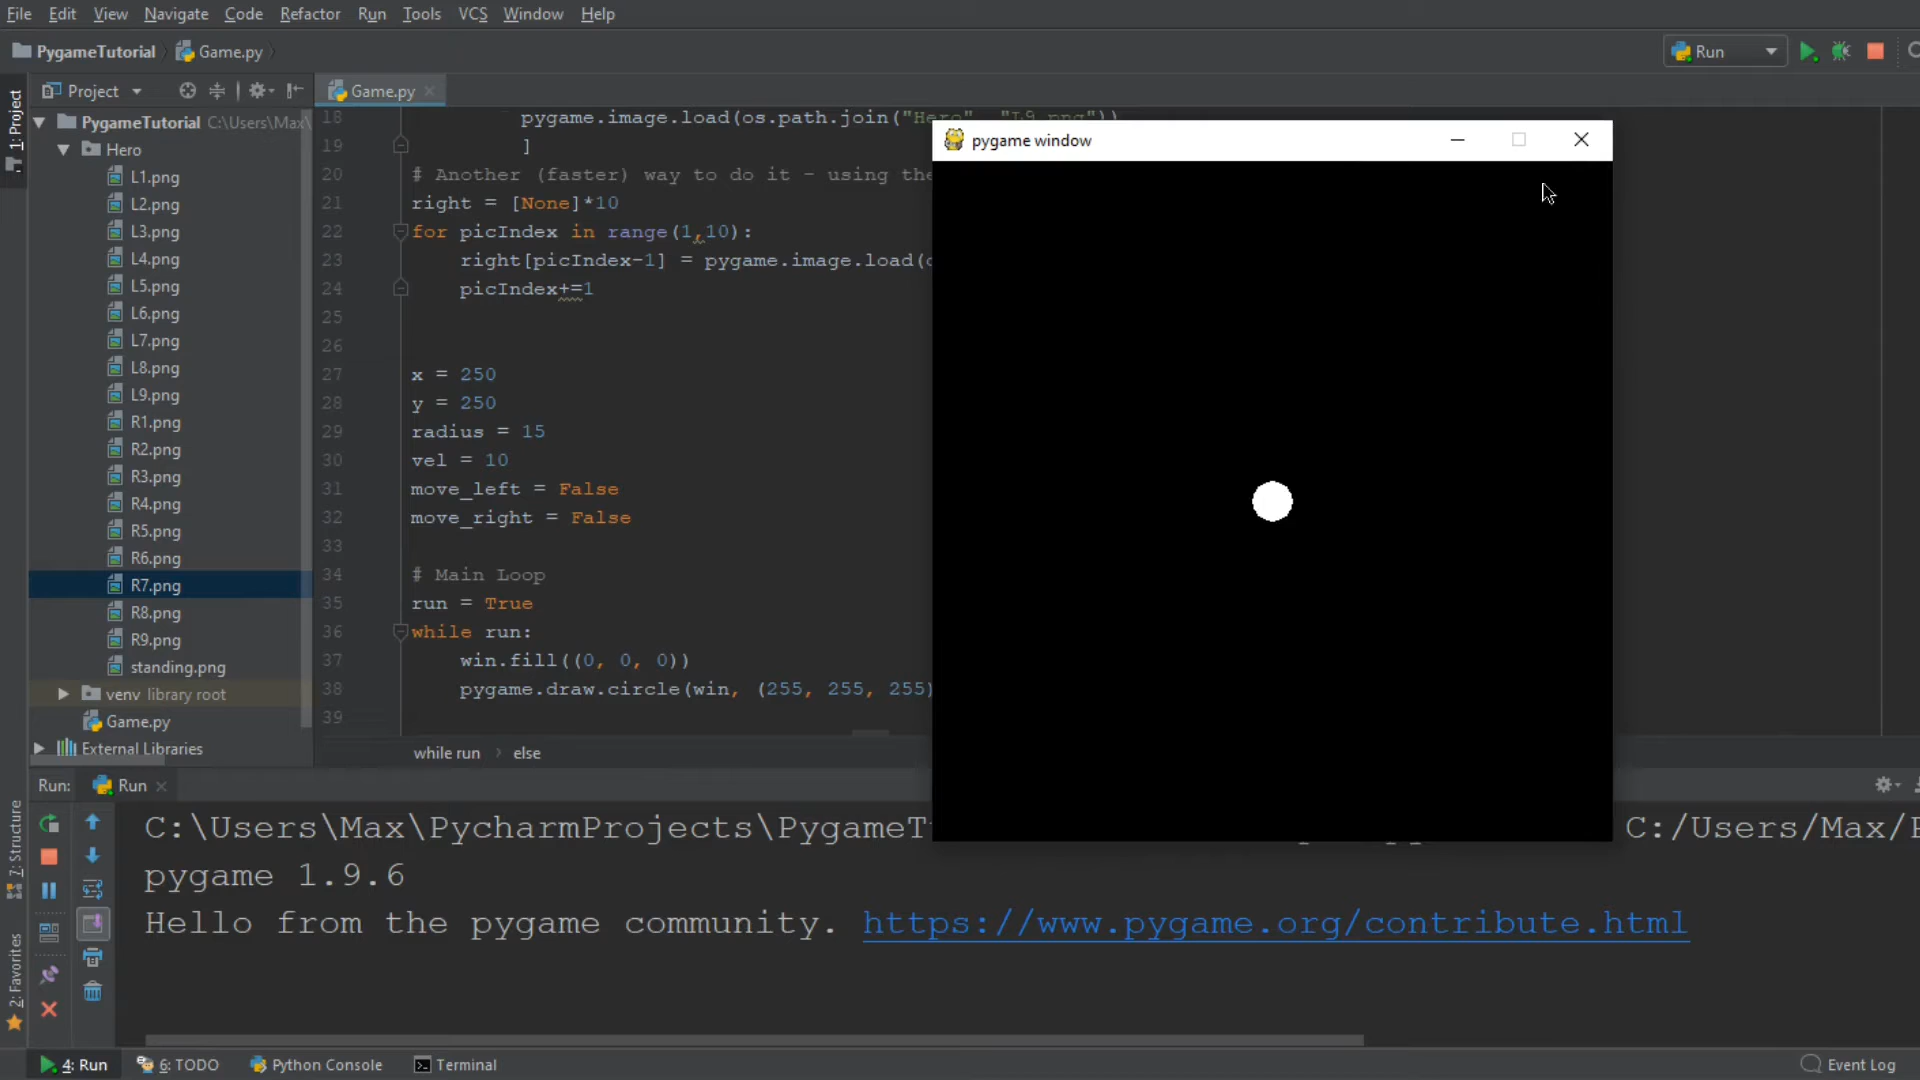 File Edit View Navigate Code Refactor Run Tools VCS Window Help
PygameTutorial Game.py Run
1: Project
Project
Game.py
PygameTutorial C:\Users\Max\
Hero
L1.png
L2.png
L3.png
L4.png
L5.png
L6.png
L7.png
L8.png
L9.png
R1.png
R2.png
R3.png
R4.png
R5.png
R6.png
R7.png
R8.png
R9.png
standing.png
venv library root
Game.py
External Libraries
18 pygame.image.load(os.path.join("Hero", "L9.png"))
19 ]
20 # Another (faster) way to do it - using the
21 right = [None]*10
22 for picIndex in range(1,10):
23 right[picIndex-1] = pygame.image.load(o
24 picIndex+=1
25
26
27 x = 250
28 y = 250
29 radius = 15
30 vel = 10
31 move_left = False
32 move_right = False
33
34 # Main Loop
35 run = True
36 while run:
37 win.fill((0, 0, 0))
38 pygame.draw.circle(win, (255, 255, 255)
39
while run › else
pygame window
Run: Run
7: Structure
2: Favorites
C:\Users\Max\PycharmProjects\PygameT C:/Users/Max/P
pygame 1.9.6
Hello from the pygame community. https://www.pygame.org/contribute.html
4: Run 6: TODO Python Console Terminal Event Log